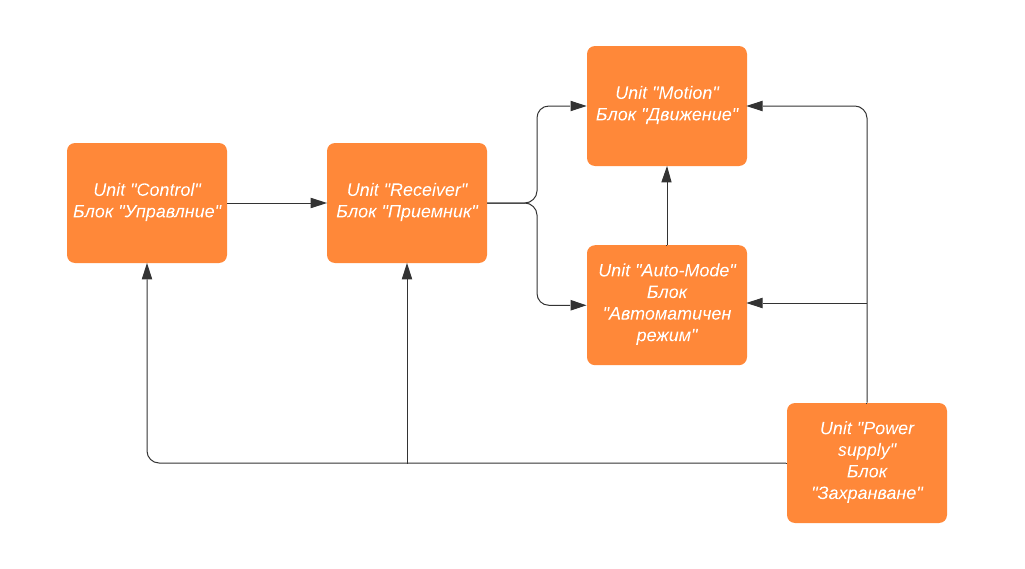 Unit "Motion"
Блок "Движение"
Unit "Control"
Блок "Управлние"
Unit "Receiver"
Блок "Приемник"
Unit "Auto-Mode"
Блок
"Автоматичен
режим"
Unit "Power
supply"
Блок
"Захранване"